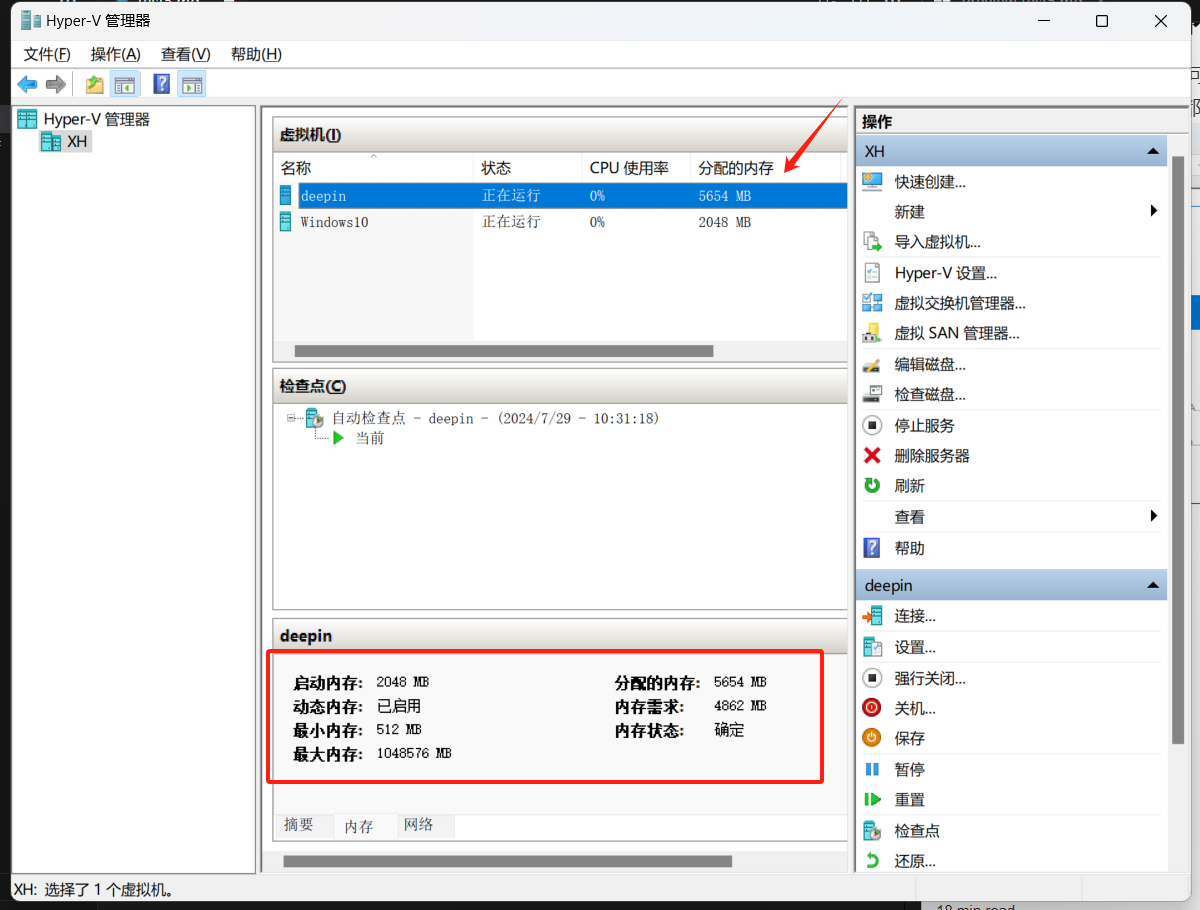 Hyper-V 管理器
文件(F) 操作(A) 查看(V) 帮助(H)
Hyper-V 管理器
XH
虚拟机(I)
名称 状态 CPU 使用率 分配的内存
deepin 正在运行 0% 5654 MB
Windows10 正在运行 0% 2048 MB
检查点(C)
自动检查点 - deepin - (2024/7/29 - 10:31:18)
当前
deepin
启动内存: 2048 MB 分配的内存: 5654 MB
动态内存: 已启用 内存需求: 4862 MB
最小内存: 512 MB 内存状态: 确定
最大内存: 1048576 MB
摘要 内存 网络
操作
XH
快速创建...
新建
导入虚拟机...
Hyper-V 设置...
虚拟交换机管理器...
虚拟 SAN 管理器...
编辑磁盘...
检查磁盘...
停止服务
删除服务器
刷新
查看
帮助
deepin
连接...
设置...
强行关闭...
关机...
保存
暂停
重置
检查点
还原...
XH: 选择了 1 个虚拟机。
18 min read